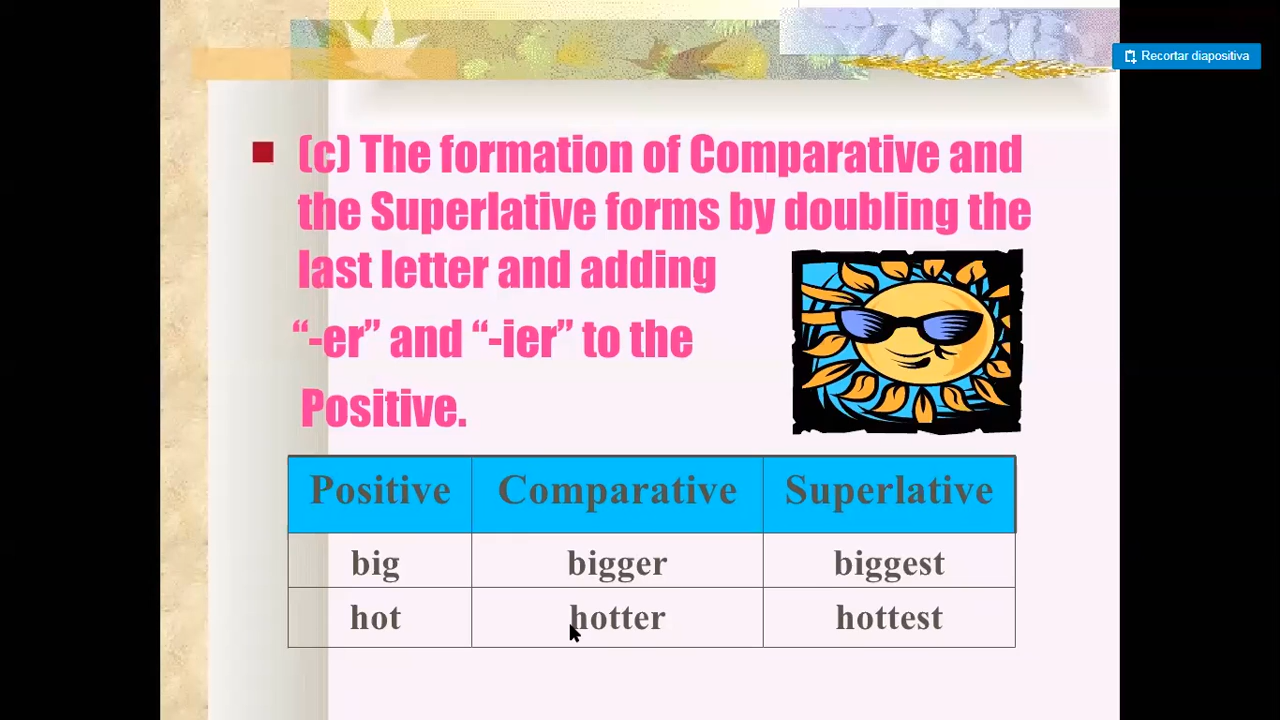 Recortar diapositiva
(c) The formation of Comparative and
the Superlative forms by doubling the
last letter and adding
“-er” and “-ier” to the
Positive.
Positive Comparative Superlative
big bigger biggest
hot hotter hottest